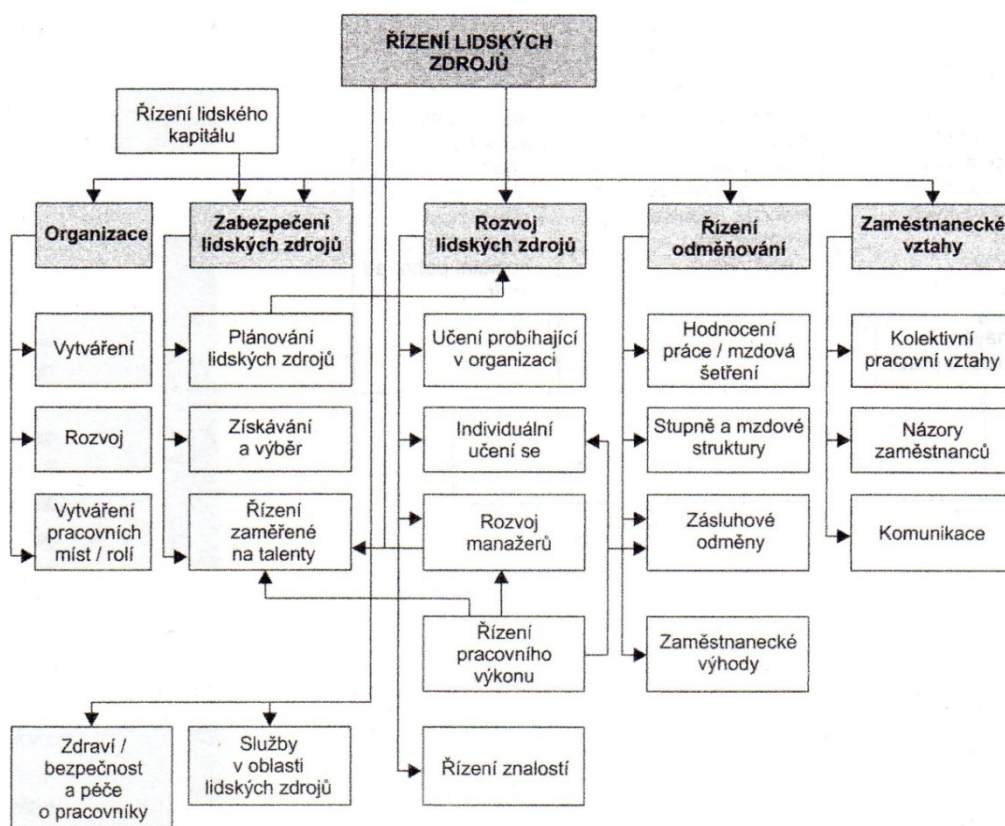 ŘÍZENÍ LIDSKÝCH
ZDROJŮ
Řízení lidského
kapitálu
Organizace
Zabezpečení
lidských zdrojů
Rozvoj
lidských zdrojů
Řízení
odměňování
Zaměstnanecké
vztahy
Vytváření
Plánování
lidských zdrojů
Učení probíhající
v organizaci
Hodnocení
práce / mzdová
šetření
Kolektivní
pracovní vztahy
Rozvoj
Získávání
a výběr
Individuální
učení se
Stupně a mzdové
struktury
Názory
zaměstnanců
Vytváření
pracovních
míst / rolí
Řízení
zaměřené
na talenty
Rozvoj
manažerů
Zásluhové
odměny
Komunikace
Řízení
pracovního
výkonu
Zaměstnanecké
výhody
Zdraví /
bezpečnost
a péče
o pracovníky
Služby
v oblasti
lidských zdrojů
Řízení znalostí